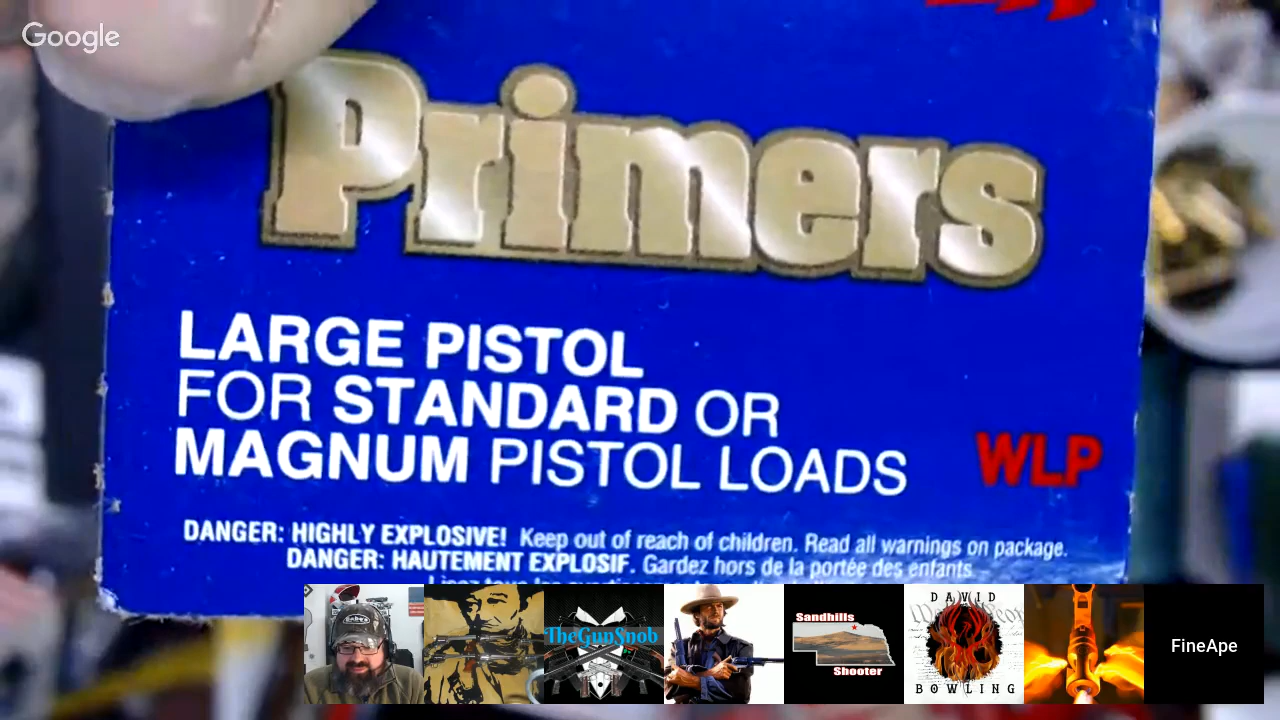 Google
Primers
LARGE PISTOL
FOR STANDARD OR
MAGNUM PISTOL LOADS
WLP
DANGER: HIGHLY EXPLOSIVE! Keep out of reach of children. Read all warnings on package.
DANGER: HAUTEMENT EXPLOSIF. Gardez hors de la portée des enfants.
TheGunSnob
Sandhills
Shooter
DAVID
BOWLING
FineApe